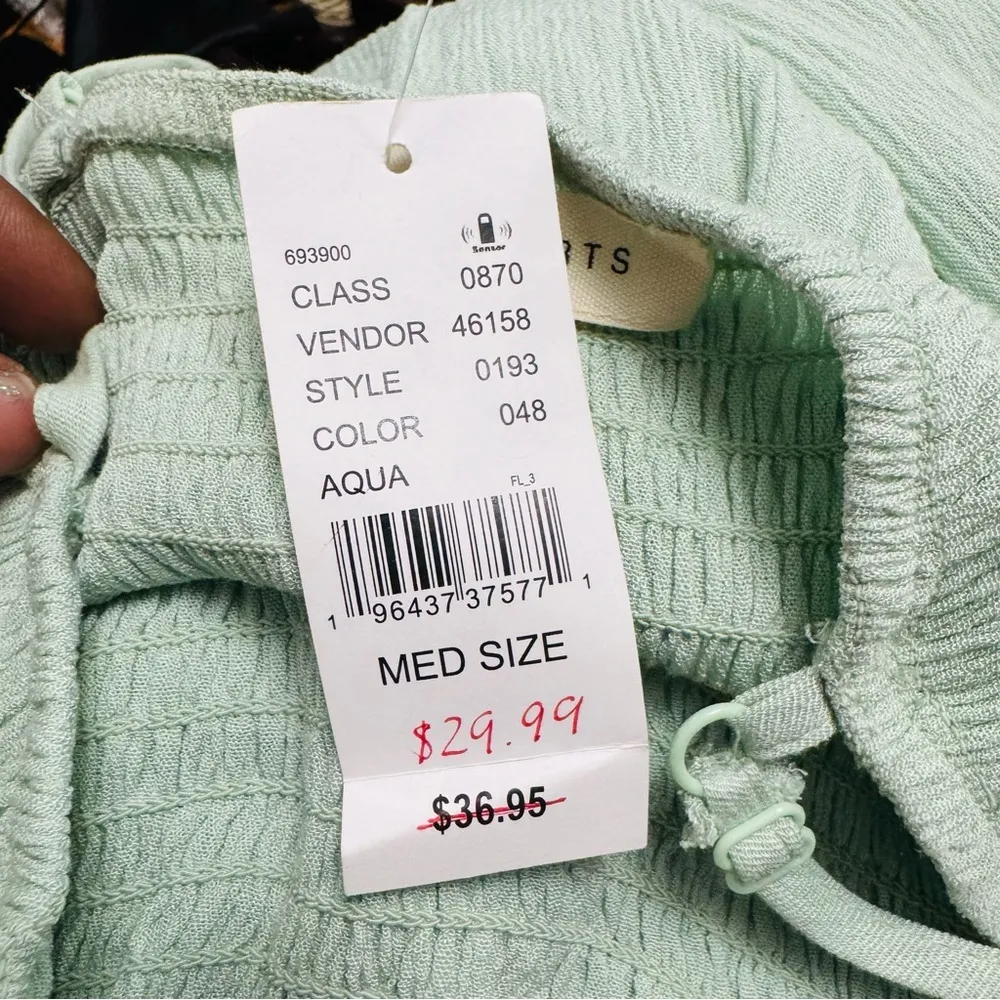 693900
Sensor
CLASS 0870
VENDOR 46158
STYLE 0193
COLOR 048
AQUA
FL_3
1 96437 37577 1
MED SIZE
$29.99
$36.95
RTS